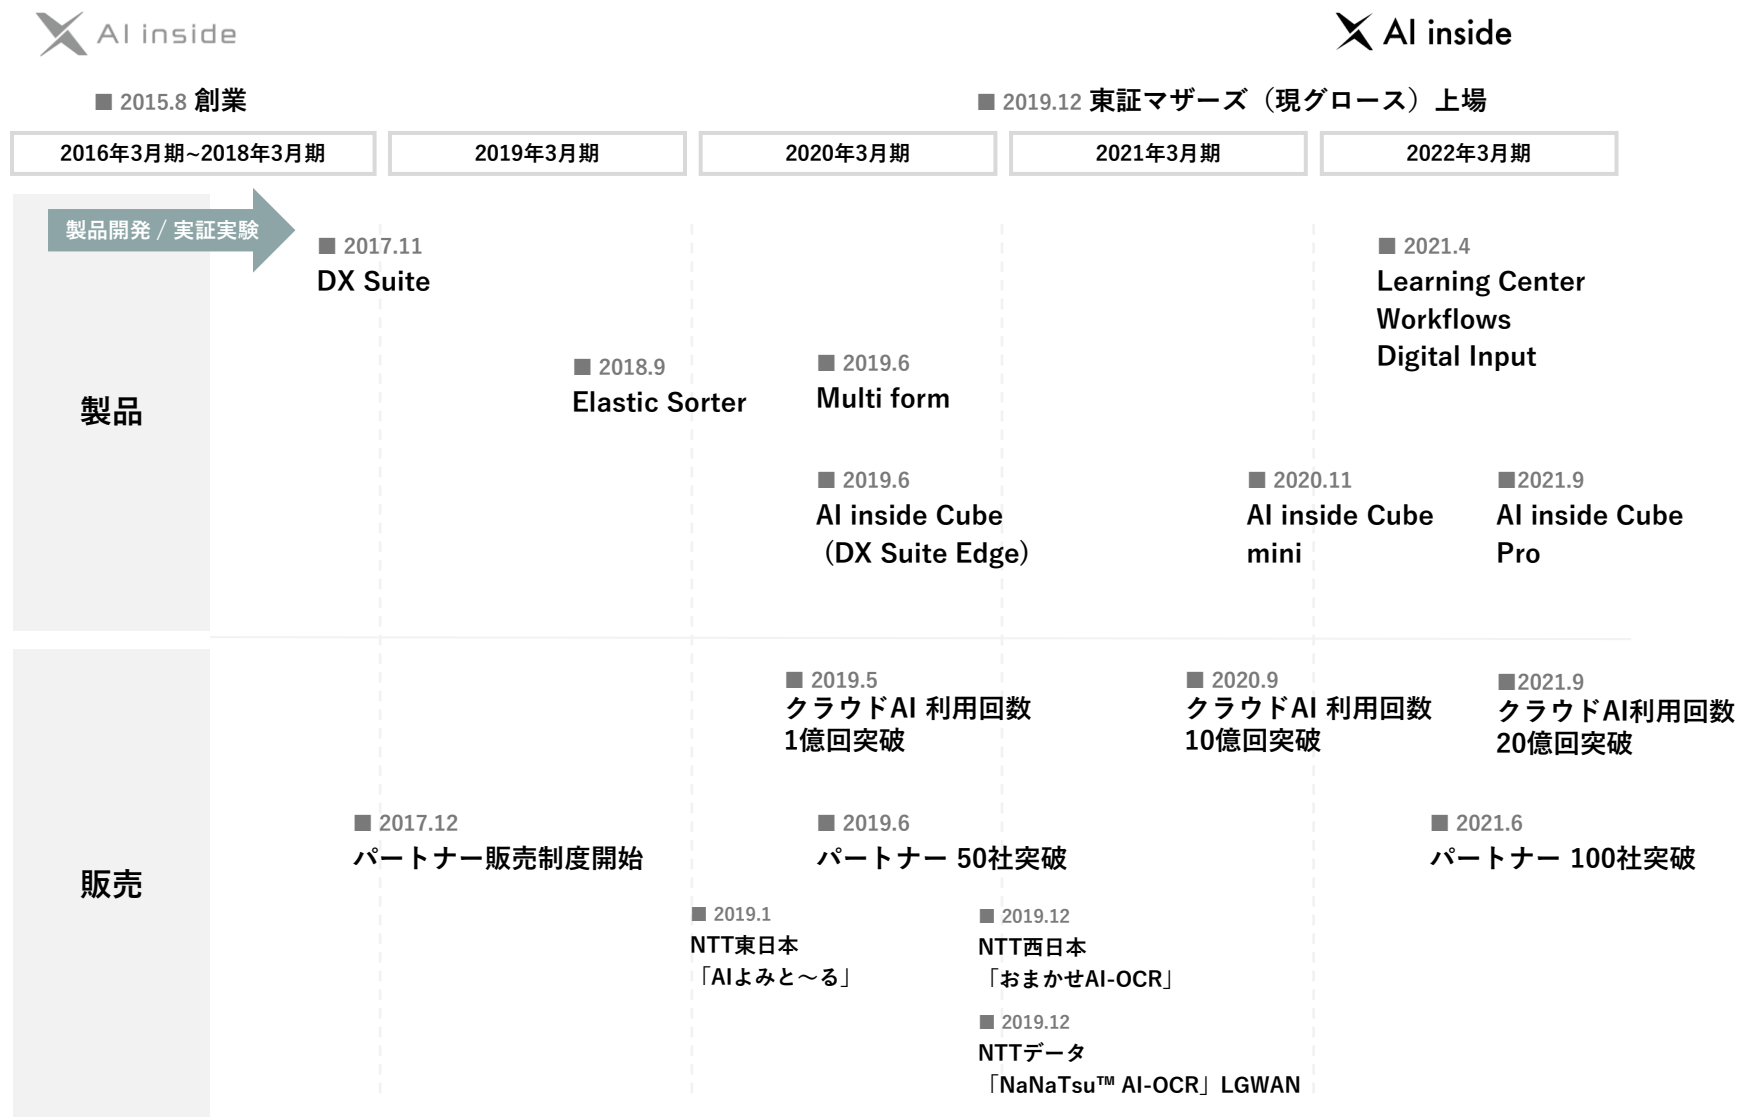 AI inside
AI inside
■ 2015.8 創業
■ 2019.12 東証マザーズ（現グロース）上場
2016年3月期~2018年3月期
2019年3月期
2020年3月期
2021年3月期
2022年3月期
製品
製品開発 / 実証実験
■ 2017.11
DX Suite
■ 2018.9
Elastic Sorter
■ 2019.6
Multi form
■ 2021.4
Learning Center
Workflows
Digital Input
■ 2019.6
AI inside Cube
（DX Suite Edge）
■ 2020.11
AI inside Cube
mini
■2021.9
AI inside Cube
Pro
販売
■ 2019.5
クラウドAI 利用回数
1億回突破
■ 2020.9
クラウドAI 利用回数
10億回突破
■2021.9
クラウドAI利用回数
20億回突破
■ 2017.12
パートナー販売制度開始
■ 2019.6
パートナー 50社突破
■ 2021.6
パートナー 100社突破
■ 2019.1
NTT東日本
「AIよみと～る」
■ 2019.12
NTT西日本
「おまかせAI-OCR」
■ 2019.12
NTTデータ
「NaNaTsu™ AI-OCR」LGWAN